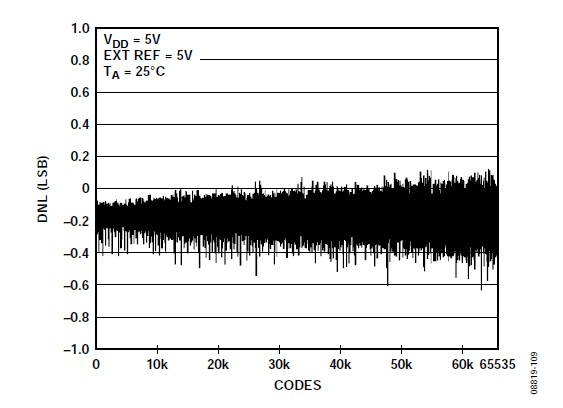 1.0
0.8
0.6
0.4
0.2
0
–0.2
–0.4
–0.6
–0.8
–1.0
DNL (LSB)
VDD = 5V
EXT REF = 5V
TA = 25°C
0 10k 20k 30k 40k 50k 60k 65535
CODES
08819-109